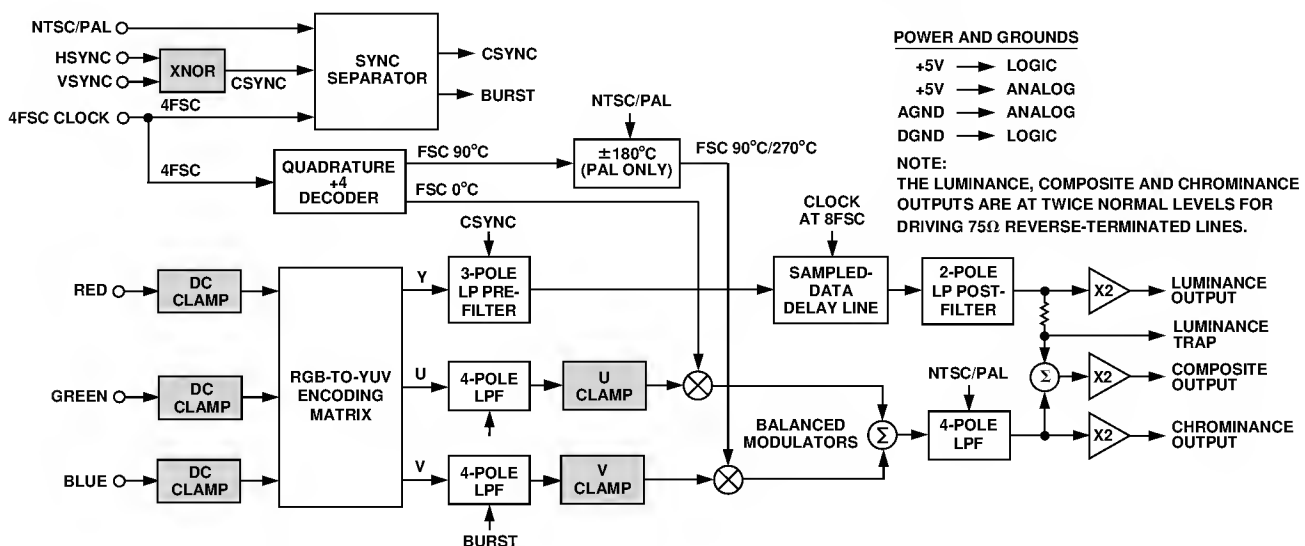 NTSC/PAL
HSYNC
VSYNC
XNOR
CSYNC
4FSC
4FSC CLOCK
SYNC
SEPARATOR
CSYNC
BURST
4FSC
QUADRATURE
+4
DECODER
FSC 90°C
FSC 0°C
NTSC/PAL
±180°C
(PAL ONLY)
FSC 90°C/270°C
POWER AND GROUNDS
+5V LOGIC
+5V ANALOG
AGND ANALOG
DGND LOGIC
NOTE:
THE LUMINANCE, COMPOSITE AND CHROMINANCE
OUTPUTS ARE AT TWICE NORMAL LEVELS FOR
DRIVING 75Ω REVERSE-TERMINATED LINES.
RED
DC
CLAMP
GREEN
DC
CLAMP
BLUE
DC
CLAMP
RGB-TO-YUV
ENCODING
MATRIX
Y
U
V
CSYNC
3-POLE
LP PRE-
FILTER
4-POLE
LPF
U
CLAMP
4-POLE
LPF
BURST
V
CLAMP
CLOCK
AT 8FSC
SAMPLED-
DATA
DELAY LINE
2-POLE
LP POST-
FILTER
BALANCED
MODULATORS
Σ
NTSC/PAL
4-POLE
LPF
Σ
X2
LUMINANCE
OUTPUT
LUMINANCE
TRAP
X2
COMPOSITE
OUTPUT
X2
CHROMINANCE
OUTPUT